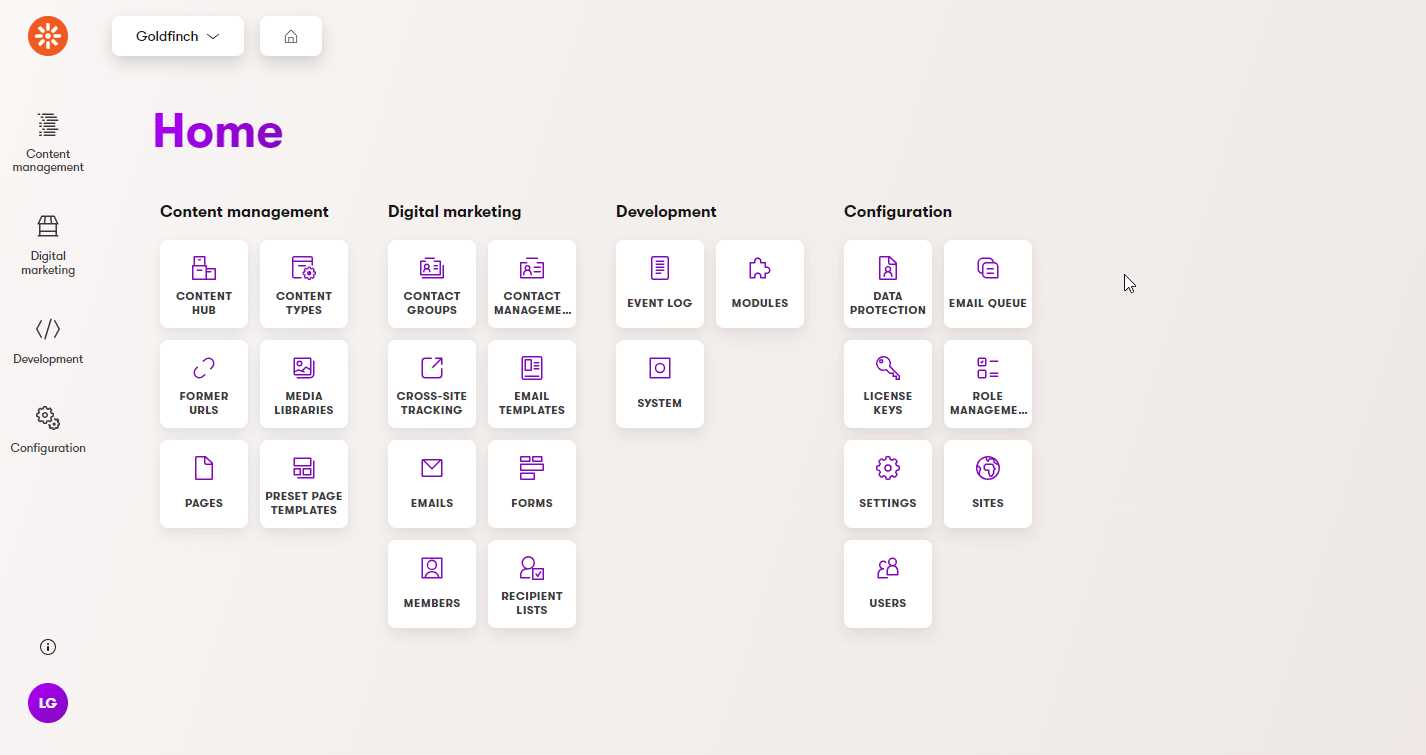 Goldfinch
Content
management
Digital
marketing
Development
Configuration
LG
Home
Content management
CONTENT
HUB
CONTENT
TYPES
FORMER
URLS
MEDIA
LIBRARIES
PAGES
PRESET PAGE
TEMPLATES
Digital marketing
CONTACT
GROUPS
CONTACT
MANAGEME...
CROSS-SITE
TRACKING
EMAIL
TEMPLATES
EMAILS
FORMS
MEMBERS
RECIPIENT
LISTS
Development
EVENT LOG
MODULES
SYSTEM
Configuration
DATA
PROTECTION
EMAIL QUEUE
LICENSE
KEYS
ROLE
MANAGEME...
SETTINGS
SITES
USERS